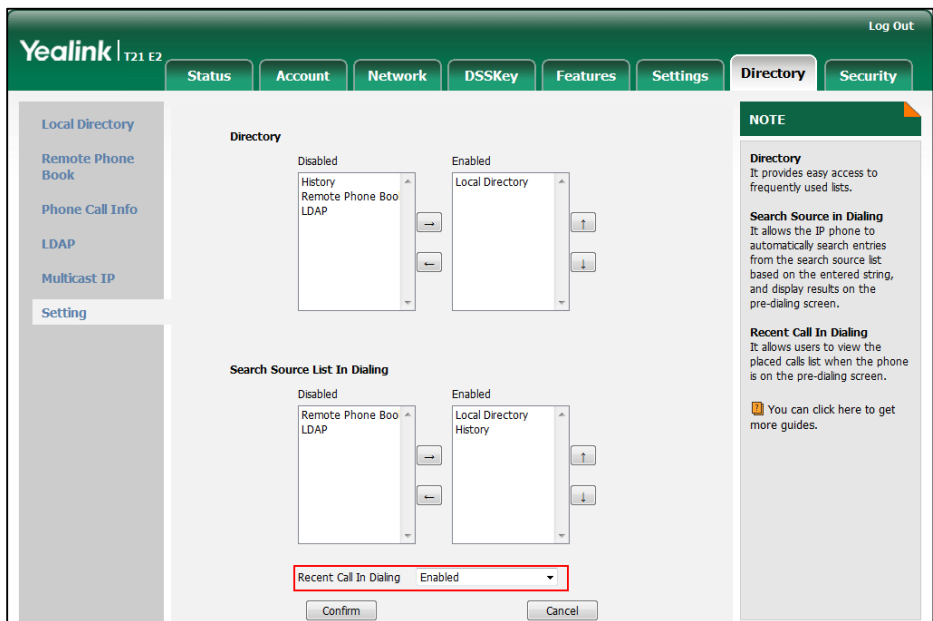 Log Out
Yealink T21 E2
Status Account Network DSSKey Features Settings Directory Security
Local Directory
Remote Phone
Book
Phone Call Info
LDAP
Multicast IP
Setting
Directory
Disabled Enabled
History
Remote Phone Boo
LDAP
Local Directory
→
←
↑
↓
Search Source List In Dialing
Disabled Enabled
Remote Phone Boo
LDAP
Local Directory
History
→
←
↑
↓
Recent Call In Dialing Enabled
Confirm Cancel
NOTE
Directory
It provides easy access to
frequently used lists.
Search Source in Dialing
It allows the IP phone to
automatically search entries
from the search source list
based on the entered string,
and display results on the
pre-dialing screen.
Recent Call In Dialing
It allows users to view the
placed calls list when the phone
is on the pre-dialing screen.
? You can click here to get
more guides.